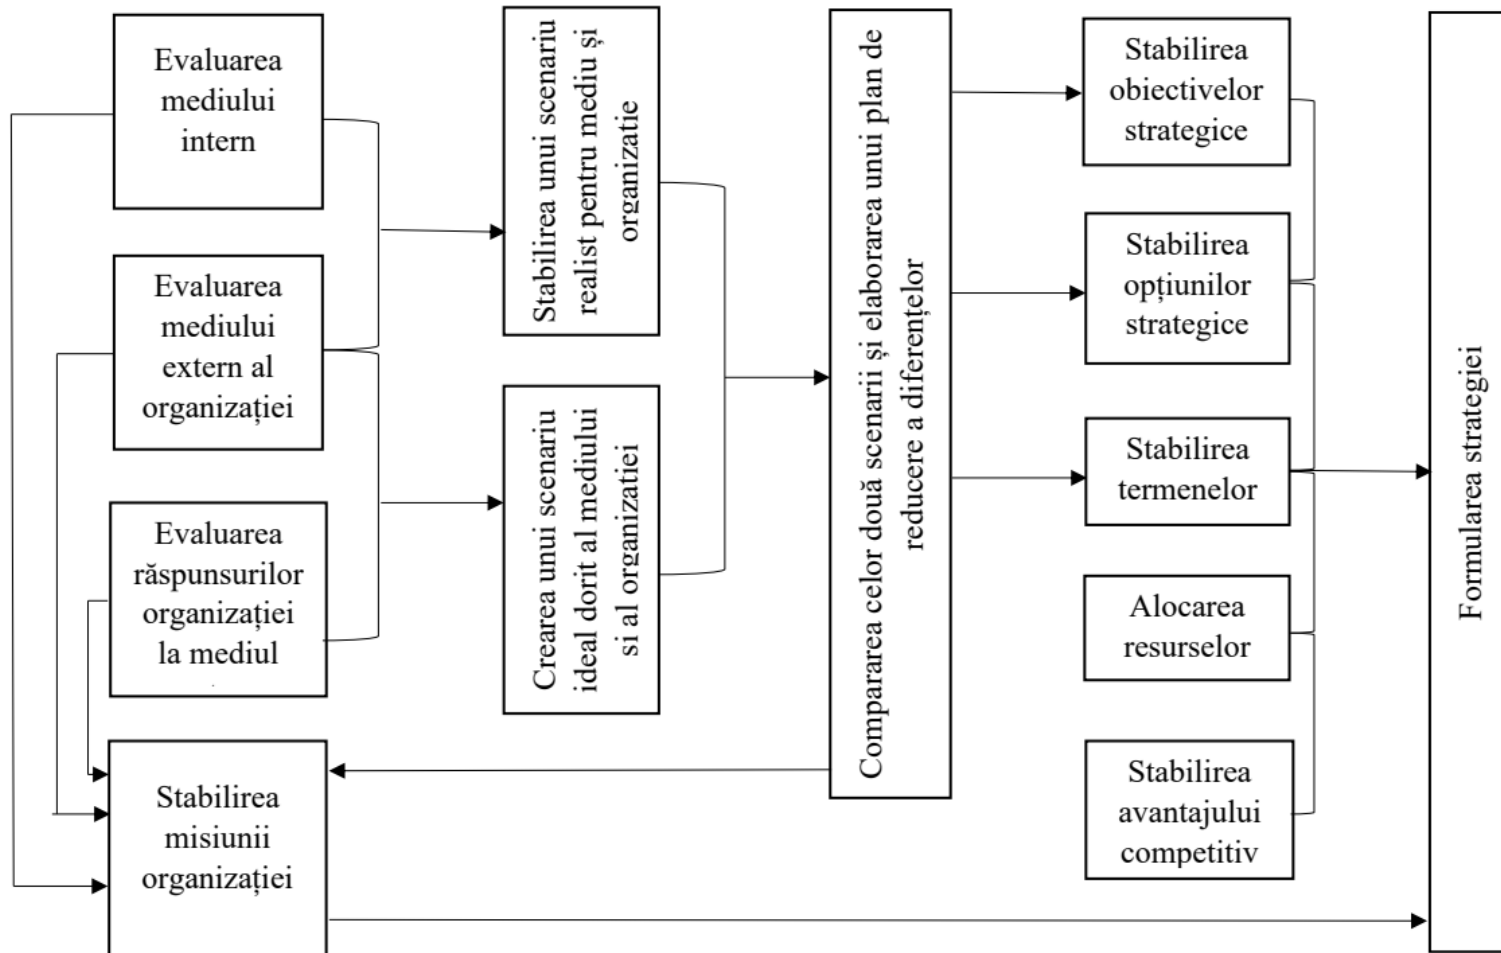 Evaluarea
mediului
intern
Evaluarea
mediului
extern al
organizației
Evaluarea
răspunsurilor
organizației
la mediul
Stabilirea
misiunii
organizației
Stabilirea unui scenariu
realist pentru mediu și
organizatie
Crearea unui scenariu
ideal dorit al mediului
si al organizatiei
Compararea celor două scenarii și elaborarea unui plan de
reducere a diferențelor
Stabilirea
obiectivelor
strategice
Stabilirea
opțiunilor
strategice
Stabilirea
termenelor
Alocarea
resurselor
Stabilirea
avantajului
competitiv
Formularea strategiei